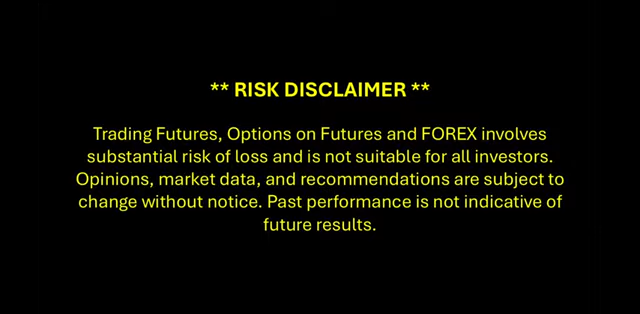 ** RISK DISCLAIMER **
Trading Futures, Options on Futures and FOREX involves
substantial risk of loss and is not suitable for all investors.
Opinions, market data, and recommendations are subject to
change without notice. Past performance is not indicative of
future results.